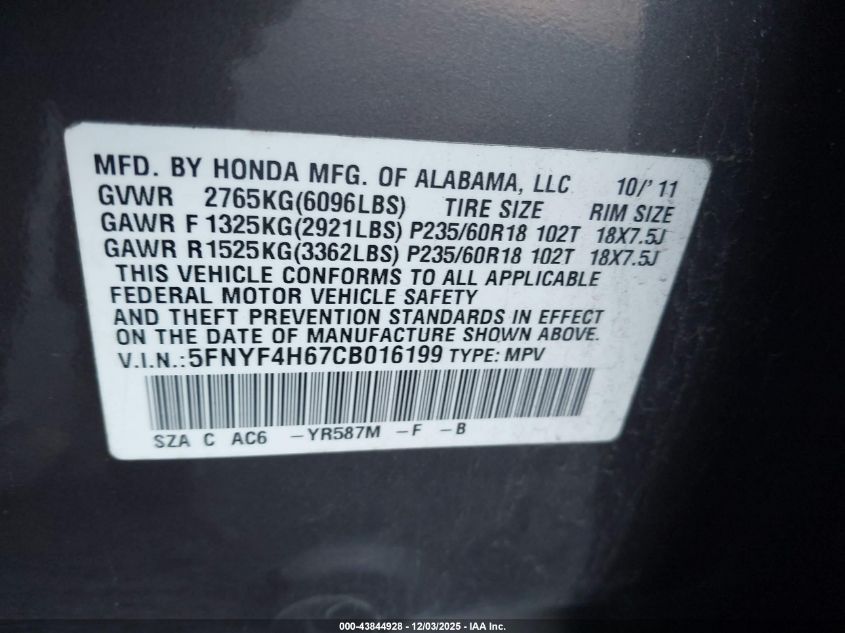 MFD. BY HONDA MFG. OF ALABAMA, LLC 10/' 11
GVWR 2765KG(6096LBS) TIRE SIZE RIM SIZE
GAWR F 1325KG(2921LBS) P235/60R18 102T 18X7.5J
GAWR R1525KG(3362LBS) P235/60R18 102T 18X7.5J
THIS VEHICLE CONFORMS TO ALL APPLICABLE
FEDERAL MOTOR VEHICLE SAFETY
AND THEFT PREVENTION STANDARDS IN EFFECT
ON THE DATE OF MANUFACTURE SHOWN ABOVE.
V.I.N.:5FNYF4H67CB016199 TYPE: MPV
SZA C AC6 -YR587M -F -B
000-43844928 - 12/03/2025 - IAA Inc.